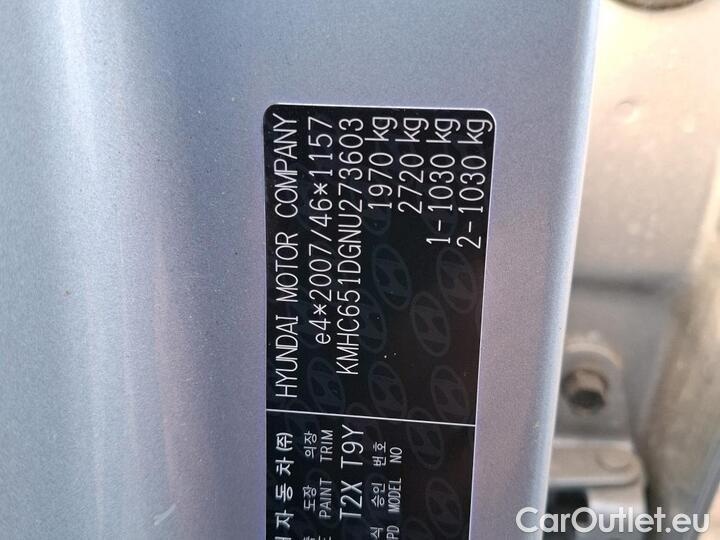 HYUNDAI MOTOR COMPANY
e4*2007/46*1157
KMHC651DGNU273603
1970 kg
2720 kg
1-1030 kg
2-1030 kg
자동차(주)
도장 의장
PAINT TRIM
T2X T9Y
승인 번호
MODEL NO
CarOutlet.eu